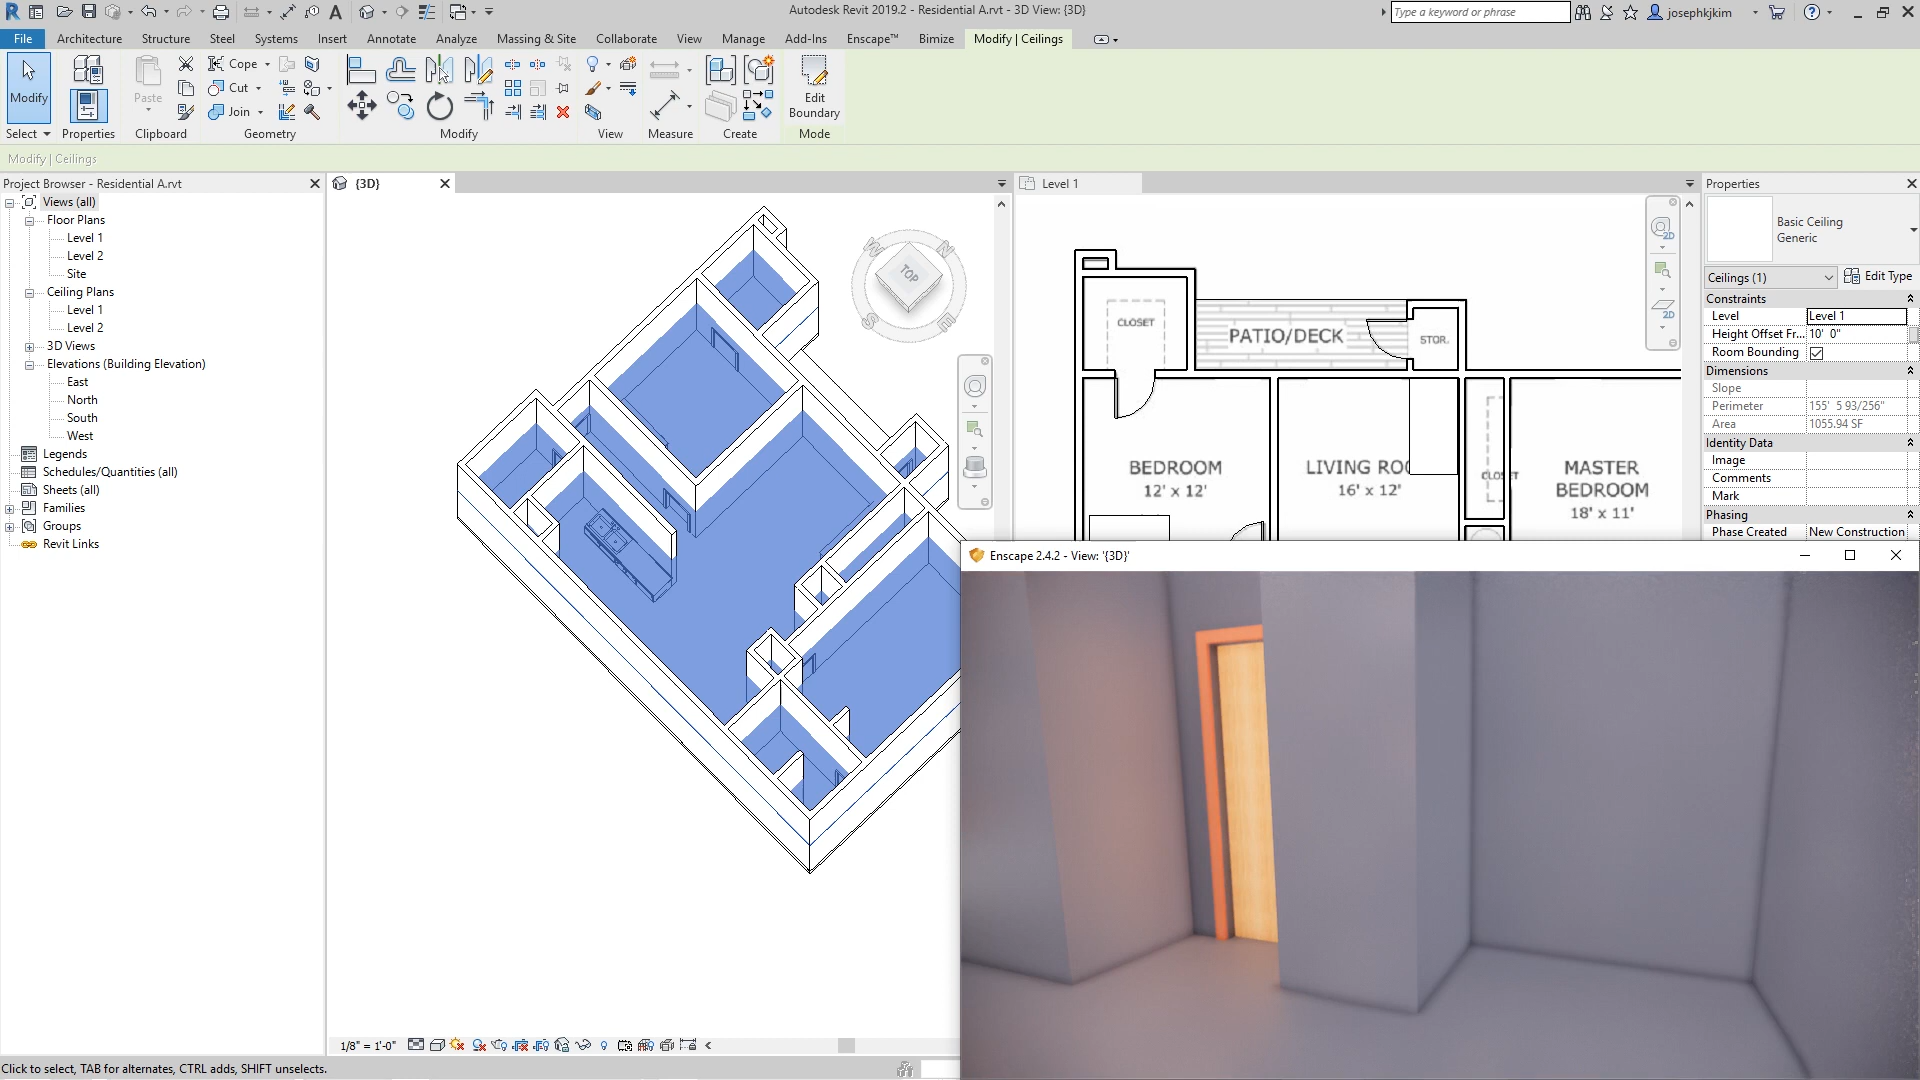 Autodesk Revit 2019.2 - Residential A.rvt - 3D View: {3D}
Type a keyword or phrase
josephkjkim
File Architecture Structure Steel Systems Insert Annotate Analyze Massing & Site Collaborate View Manage Add-Ins Enscape™ Bimize Modify | Ceilings
Modify
Paste
Cope
Cut
Join
Edit
Boundary
Select Properties Clipboard Geometry Modify View Measure Create Mode
Modify | Ceilings
Project Browser - Residential A.rvt
Views (all)
Floor Plans
Level 1
Level 2
Site
Ceiling Plans
Level 1
Level 2
3D Views
Elevations (Building Elevation)
East
North
South
West
Legends
Schedules/Quantities (all)
Sheets (all)
Families
Groups
Revit Links
{3D}
W
N
TOP
S
E
1/8" = 1'-0"
Level 1
2D
2D
CLOSET
PATIO/DECK
STOR.
BEDROOM
12' x 12'
LIVING ROO
16' x 12'
MASTER
BEDROOM
18' x 11'
Properties
Basic Ceiling
Generic
Ceilings (1)
Edit Type
Constraints
Level Level 1
Height Offset Fr... 10' 0"
Room Bounding
Dimensions
Slope
Perimeter 155' 5 93/256"
Area 1055.94 SF
Identity Data
Image
Comments
Mark
Phasing
Phase Created New Construction
Enscape 2.4.2 - View: '{3D}'
Click to select, TAB for alternates, CTRL adds, SHIFT unselects.